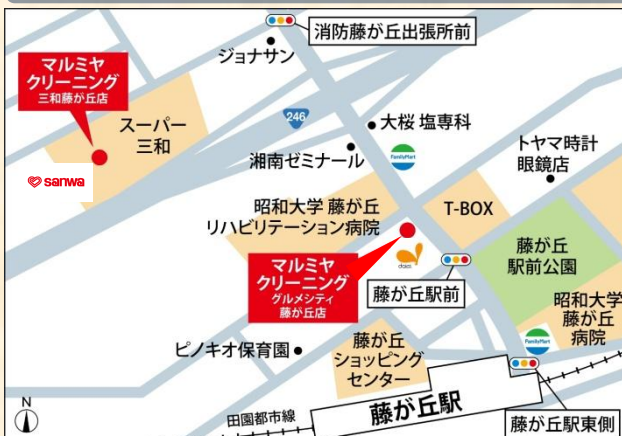 消防藤が丘出張所前
ジョナサン
マルミヤ
クリーニング
三和藤が丘店
スーパー
三和
sanwa
246
大桜 塩専科
湘南ゼミナール
FamilyMart
トヤマ時計
眼鏡店
昭和大学 藤が丘
リハビリテーション病院
T-BOX
藤が丘
駅前公園
マルミヤ
クリーニング
グルメシティ
藤が丘店
daiei
藤が丘駅前
昭和大学
藤が丘
病院
FamilyMart
ピノキオ保育園
藤が丘
ショッピング
センター
N
田園都市線
藤が丘駅
藤が丘駅東側